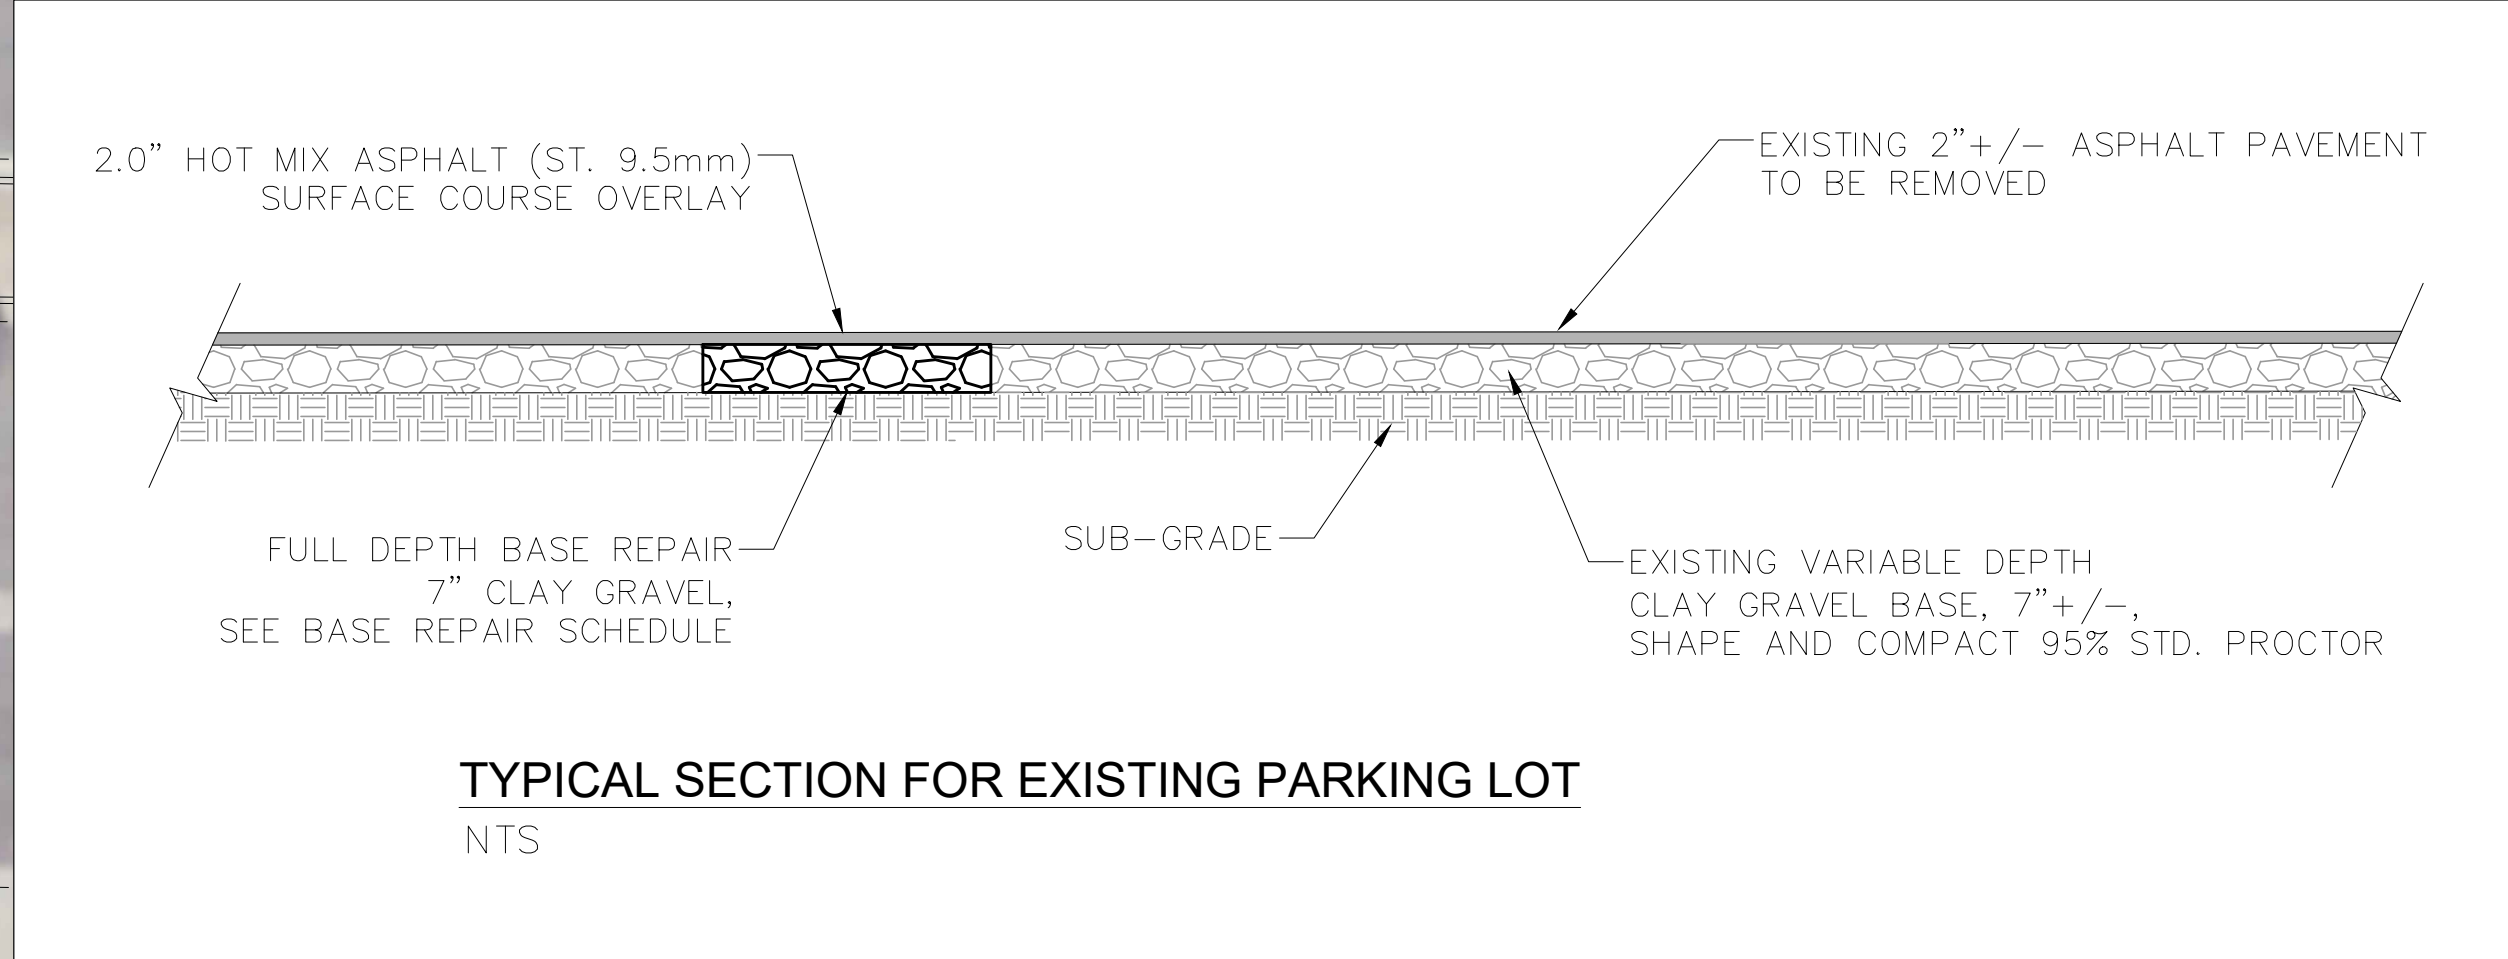 2.0” HOT MIX ASPHALT (ST. 9.5mm)
SURFACE COURSE OVERLAY
EXISTING 2”+/- ASPHALT PAVEMENT
TO BE REMOVED
FULL DEPTH BASE REPAIR
7” CLAY GRAVEL,
SEE BASE REPAIR SCHEDULE
SUB-GRADE
EXISTING VARIABLE DEPTH
CLAY GRAVEL BASE, 7”+/-,
SHAPE AND COMPACT 95% STD. PROCTOR
TYPICAL SECTION FOR EXISTING PARKING LOT
NTS